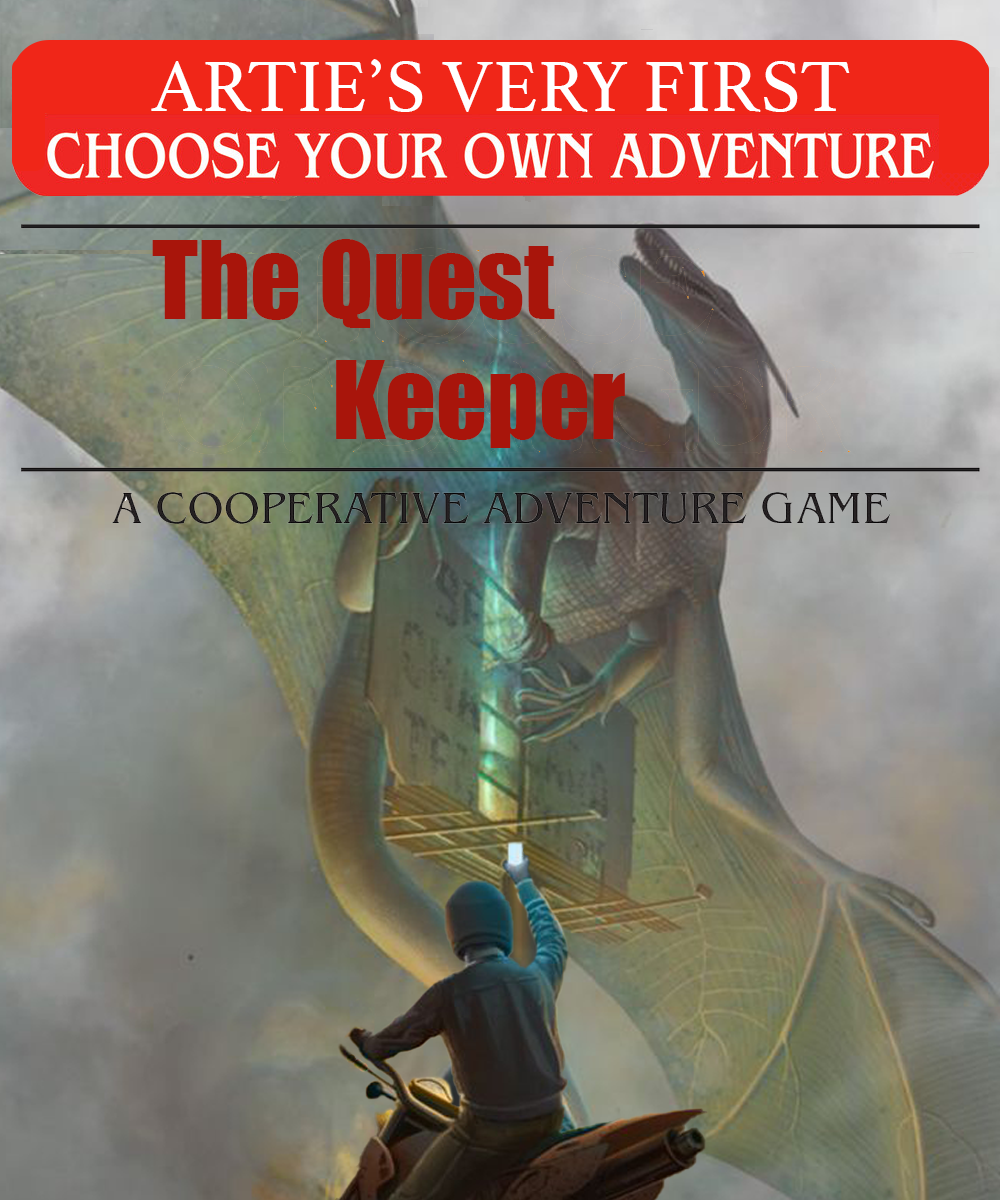 ARTIE'S VERY FIRST
CHOOSE YOUR OWN ADVENTURE
The Quest
Keeper
A COOPERATIVE ADVENTURE GAME